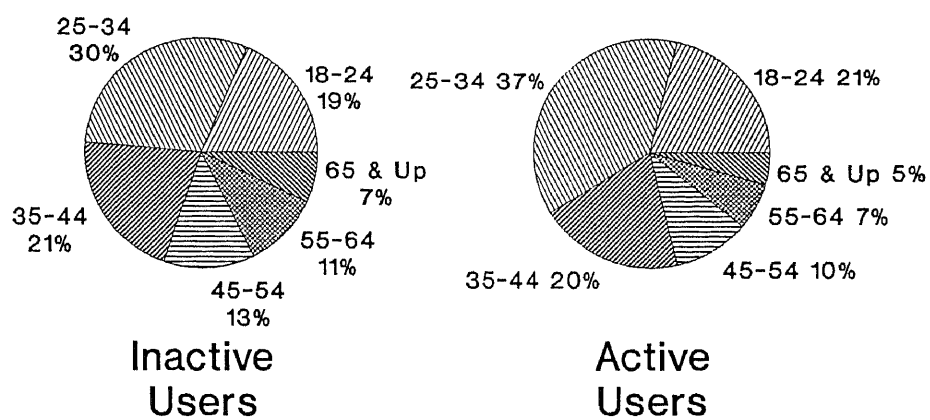 25-34
30%
18-24
19%
65 & Up
7%
55-64
11%
45-54
13%
35-44
21%
Inactive
Users
25-34 37%
18-24 21%
65 & Up 5%
55-64 7%
45-54 10%
35-44 20%
Active
Users